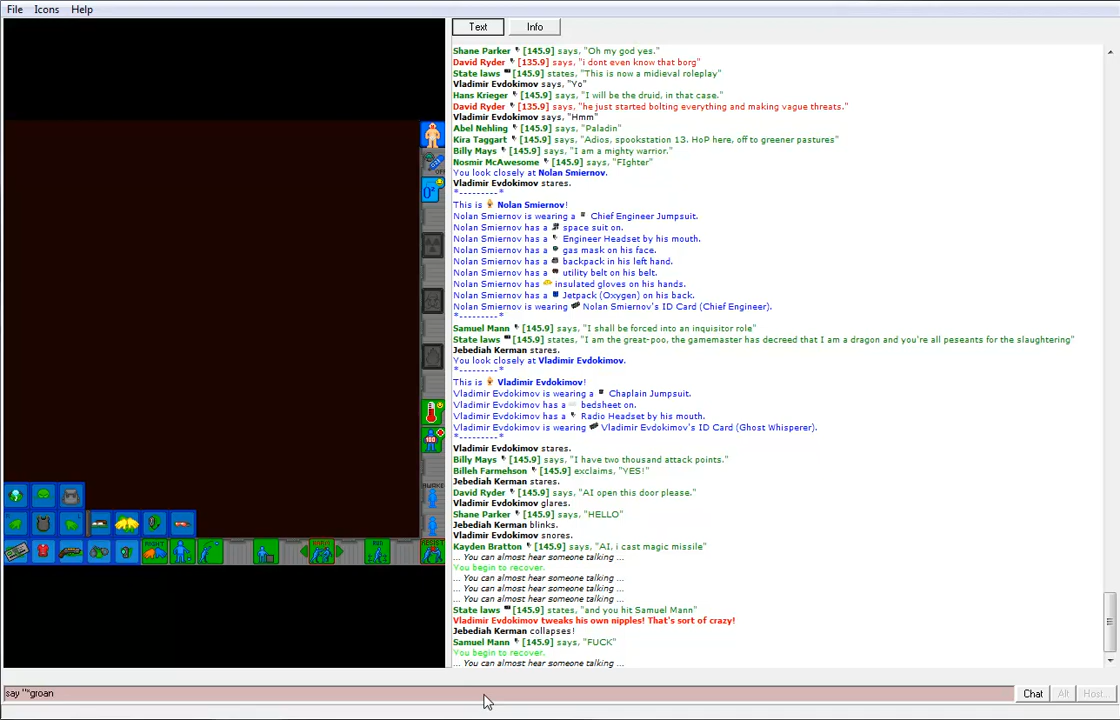 File Icons Help
Text Info
Shane Parker [145.9] says, "Oh my god yes."
David Ryder [135.9] says, "i dont even know that borg"
State laws [145.9] states, "This is now a midieval roleplay"
Vladimir Evdokimov says, "Yo"
Hans Krieger [145.9] says, "I will be the druid, in that case."
David Ryder [135.9] says, "he just started bolting everything and making vague threats."
Vladimir Evdokimov says, "Hmm"
Abel Nehling [145.9] says, "Paladin"
Kira Taggart [145.9] says, "Adios, spookstation 13. HoP here, off to greener pastures"
Billy Mays [145.9] says, "I am a mighty warrior."
Nosmir McAwesome [145.9] says, "FIghter"
You look closely at Nolan Smiernov.
Vladimir Evdokimov stares.
*---------*
This is Nolan Smiernov!
Nolan Smiernov is wearing a Chief Engineer Jumpsuit.
Nolan Smiernov has a space suit on.
Nolan Smiernov has a Engineer Headset by his mouth.
Nolan Smiernov has a gas mask on his face.
Nolan Smiernov has a backpack in his left hand.
Nolan Smiernov has a utility belt on his belt.
Nolan Smiernov has insulated gloves on his hands.
Nolan Smiernov has a Jetpack (Oxygen) on his back.
Nolan Smiernov is wearing Nolan Smiernov's ID Card (Chief Engineer).
*---------*
Samuel Mann [145.9] says, "I shall be forced into an inquisitor role"
State laws [145.9] states, "I am the great-poo, the gamemaster has decreed that I am a dragon and you're all peseants for the slaughtering"
Jebediah Kerman stares.
You look closely at Vladimir Evdokimov.
*---------*
This is Vladimir Evdokimov!
Vladimir Evdokimov is wearing a Chaplain Jumpsuit.
Vladimir Evdokimov has a bedsheet on.
Vladimir Evdokimov has a Radio Headset by his mouth.
Vladimir Evdokimov is wearing Vladimir Evdokimov's ID Card (Ghost Whisperer).
*---------*
Vladimir Evdokimov stares.
Billy Mays [145.9] says, "I have two thousand attack points."
Billeh Farmehson [145.9] exclaims, "YES!"
Jebediah Kerman stares.
David Ryder [145.9] says, "AI open this door please."
Vladimir Evdokimov glares.
Shane Parker [145.9] says, "HELLO"
Jebediah Kerman blinks.
Vladimir Evdokimov snores.
Kayden Bratton [145.9] says, "AI, i cast magic missile"
... You can almost hear someone talking ...
You begin to recover.
... You can almost hear someone talking ...
... You can almost hear someone talking ...
... You can almost hear someone talking ...
State laws [145.9] states, "and you hit Samuel Mann"
Vladimir Evdokimov tweaks his own nipples! That's sort of crazy!
Jebediah Kerman collapses!
Samuel Mann [145.9] says, "FUCK"
You begin to recover.
... You can almost hear someone talking ...
OFF
O²
100
AWAKE
RIGHT
HARM
RUN
RESIST
say "*groan
Chat Alt Host...